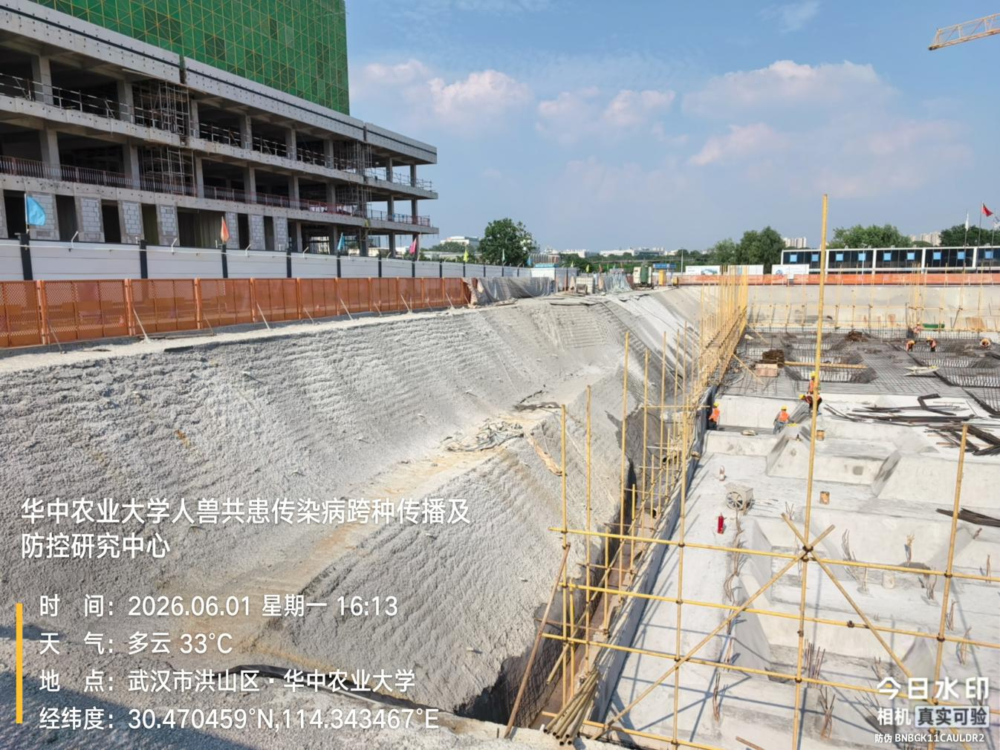 华中农业大学人兽共患传染病跨种传播及
防控研究中心
时 间：2026.06.01 星期一 16:13
天 气：多云 33℃
地 点：武汉市洪山区·华中农业大学
经纬度：30.470459°N,114.343467°E
今日水印
相机 真实可验
防伪 BNBGK11CAULDR2